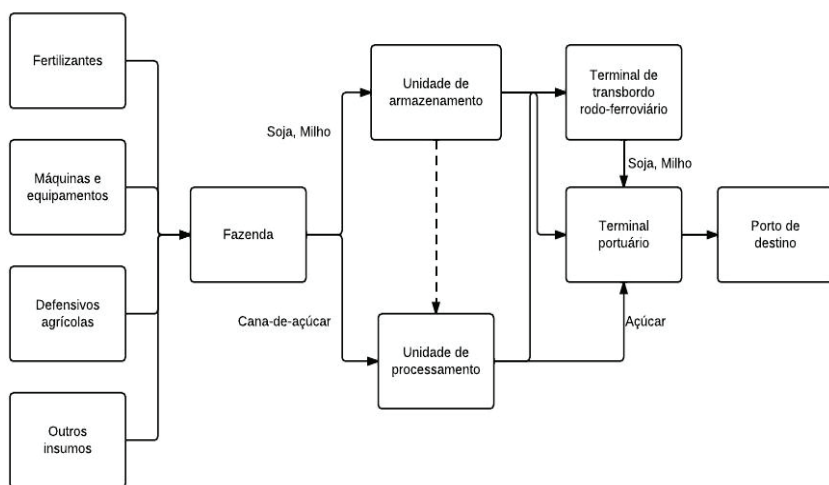 Fertilizantes
Máquinas e
equipamentos
Defensivos
agrícolas
Outros
insumos
Fazenda
Soja, Milho
Cana-de-açúcar
Unidade de
armazenamento
Unidade de
processamento
Terminal de
transbordo
rodo-ferroviário
Soja, Milho
Terminal
portuário
Açúcar
Porto de
destino